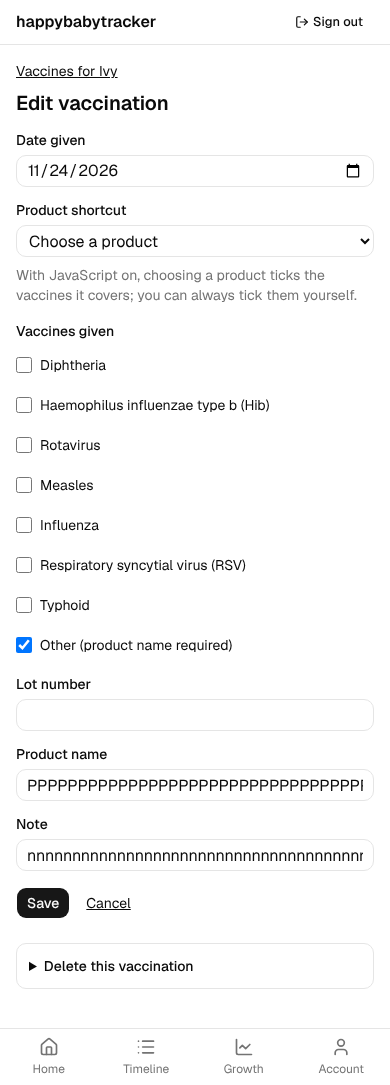 happybabytracker
Sign out
Vaccines for Ivy
Edit vaccination
Date given
11/24/2026
Product shortcut
Choose a product
With JavaScript on, choosing a product ticks the
vaccines it covers; you can always tick them yourself.
Vaccines given
Diphtheria
Haemophilus influenzae type b (Hib)
Rotavirus
Measles
Influenza
Respiratory syncytial virus (RSV)
Typhoid
Other (product name required)
Lot number
Product name
Note
Save
Cancel
Delete this vaccination
Home
Timeline
Growth
Account